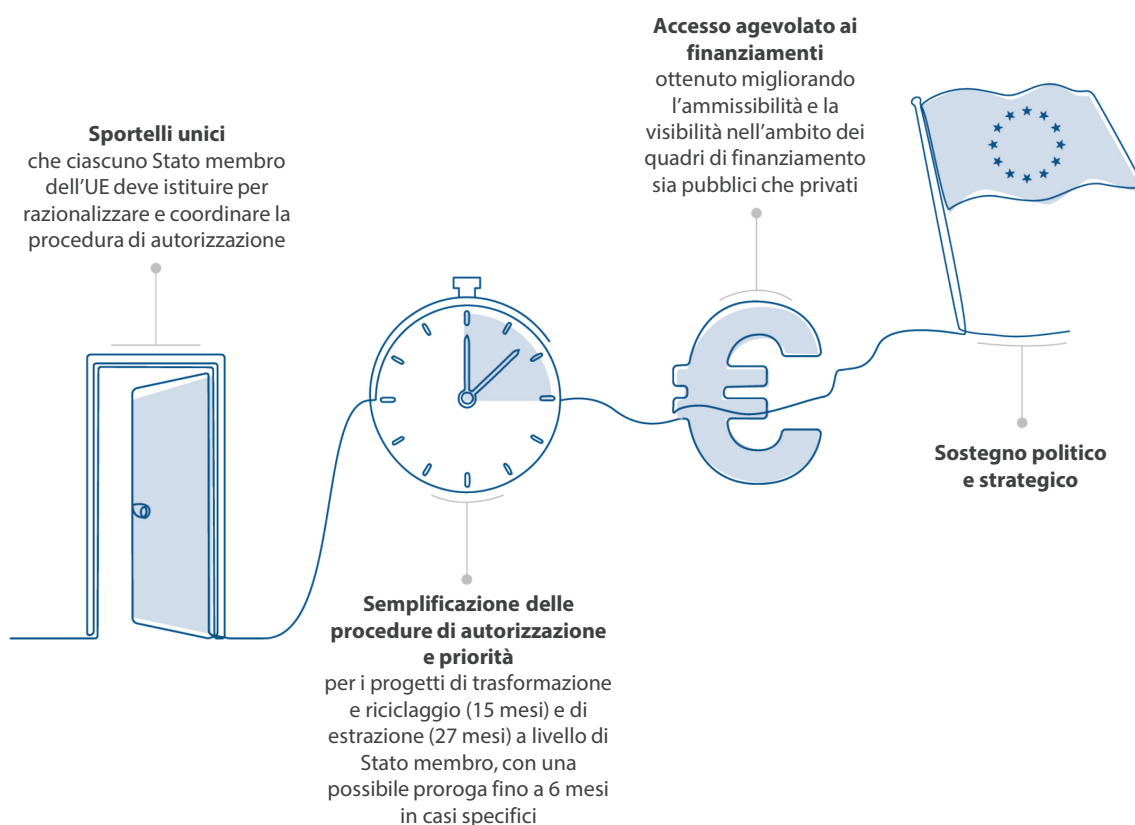 Sportelli unici
che ciascuno Stato membro
dell'UE deve istituire per
razionalizzare e coordinare la
procedura di autorizzazione
Semplificazione delle
procedure di autorizzazione
e priorità
per i progetti di trasformazione
e riciclaggio (15 mesi) e di
estrazione (27 mesi) a livello di
Stato membro, con una
possibile proroga fino a 6 mesi
in casi specifici
Accesso agevolato ai
finanziamenti
ottenuto migliorando
l'ammissibilità e la
visibilità nell'ambito dei
quadri di finanziamento
sia pubblici che privati
Sostegno politico
e strategico